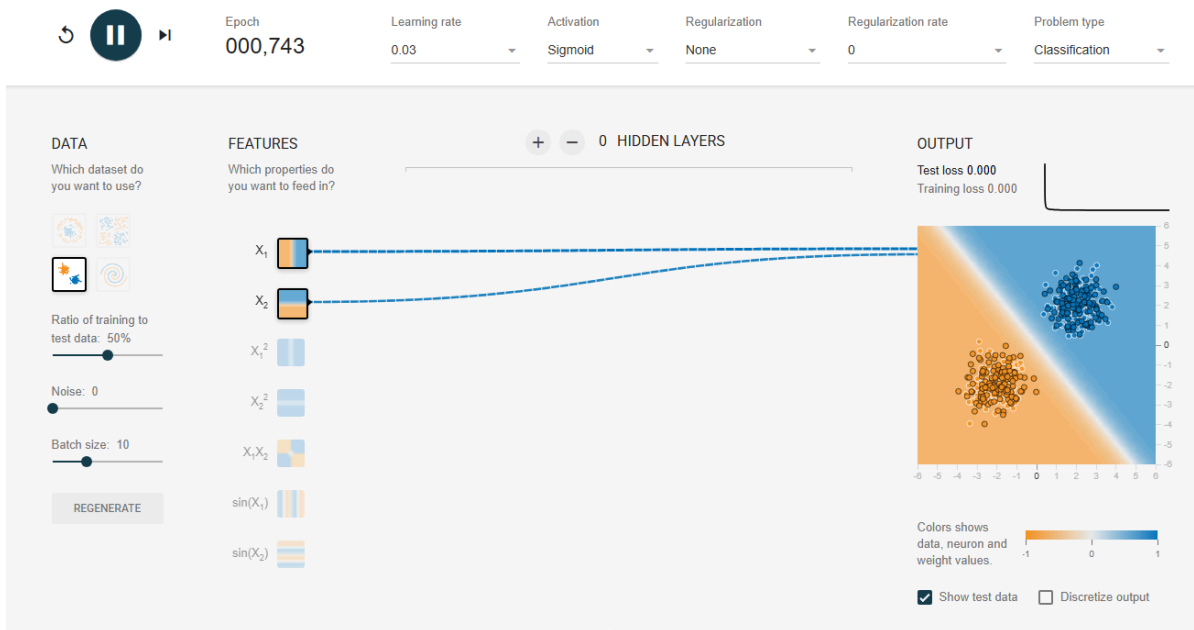 Epoch
000,743
Learning rate
0.03
Activation
Sigmoid
Regularization
None
Regularization rate
0
Problem type
Classification
DATA
Which dataset do
you want to use?
Ratio of training to
test data: 50%
Noise: 0
Batch size: 10
REGENERATE
FEATURES
Which properties do
you want to feed in?
X₁
X₂
X₁²
X₂²
X₁X₂
sin(X₁)
sin(X₂)
+ − 0 HIDDEN LAYERS
OUTPUT
Test loss 0.000
Training loss 0.000
6
5
4
3
2
1
0
-1
-2
-3
-4
-5
-6
-6 -5 -4 -3 -2 -1 0 1 2 3 4 5 6
Colors shows
data, neuron and
weight values.
-1 0 1
Show test data
Discretize output